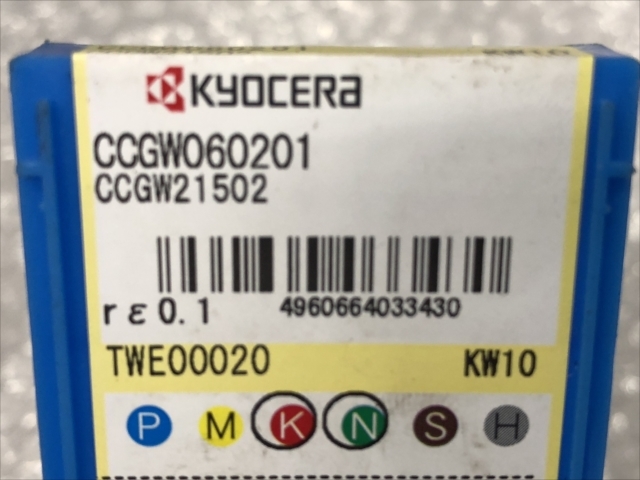 KYOCERA
CCGW060201
CCGW21502
rε0.1
4960664033430
TWE00020 KW10
P M K N S H